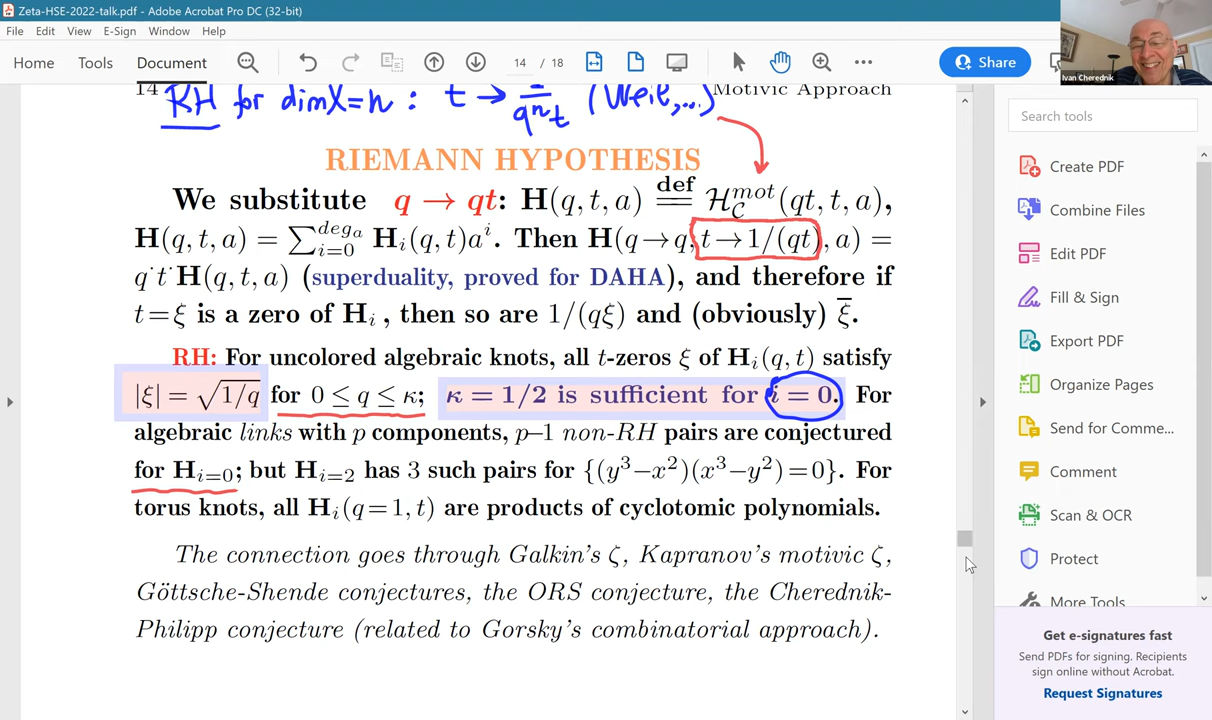 Zeta-HSE-2022-talk.pdf - Adobe Acrobat Pro DC (32-bit)
File Edit View E-Sign Window Help
Home Tools Document 14 / 18 Share
Ivan Cherednik
14 Motivic Approach
RH for dimX=n : t → 1/q^n t (Weil,...)
RIEMANN HYPOTHESIS
We substitute q → qt: H(q, t, a) def== ℋ_𝒞^mot(qt, t, a),
H(q, t, a) = ∑_{i=0}^{deg_a} H_i(q, t)a^i. Then H(q→q, t→1/(qt), a) =
q˙t˙H(q, t, a) (superduality, proved for DAHA), and therefore if
t=ξ is a zero of H_i, then so are 1/(qξ) and (obviously) ξ̅.
RH: For uncolored algebraic knots, all t-zeros ξ of H_i(q, t) satisfy
|ξ| = √1/q for 0 ≤ q ≤ κ; κ = 1/2 is sufficient for i = 0. For
algebraic links with p components, p−1 non-RH pairs are conjectured
for H_{i=0}; but H_{i=2} has 3 such pairs for {(y³−x²)(x³−y²)=0}. For
torus knots, all H_i(q=1, t) are products of cyclotomic polynomials.
The connection goes through Galkin's ζ, Kapranov's motivic ζ,
Göttsche-Shende conjectures, the ORS conjecture, the Cherednik-
Philipp conjecture (related to Gorsky's combinatorial approach).
Search tools
Create PDF
Combine Files
Edit PDF
Fill & Sign
Export PDF
Organize Pages
Send for Comme...
Comment
Scan & OCR
Protect
More Tools
Get e-signatures fast
Send PDFs for signing. Recipients
sign online without Acrobat.
Request Signatures